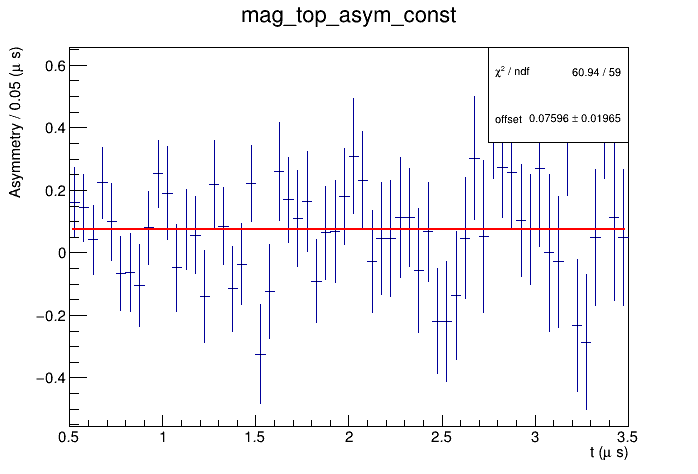 mag_top_asym_const
χ² / ndf 60.94 / 59
offset 0.07596 ± 0.01965
Asymmetry / 0.05 (μ s)
0.6
0.4
0.2
0
−0.2
−0.4
0.5 1 1.5 2 2.5 3 3.5
t (μ s)